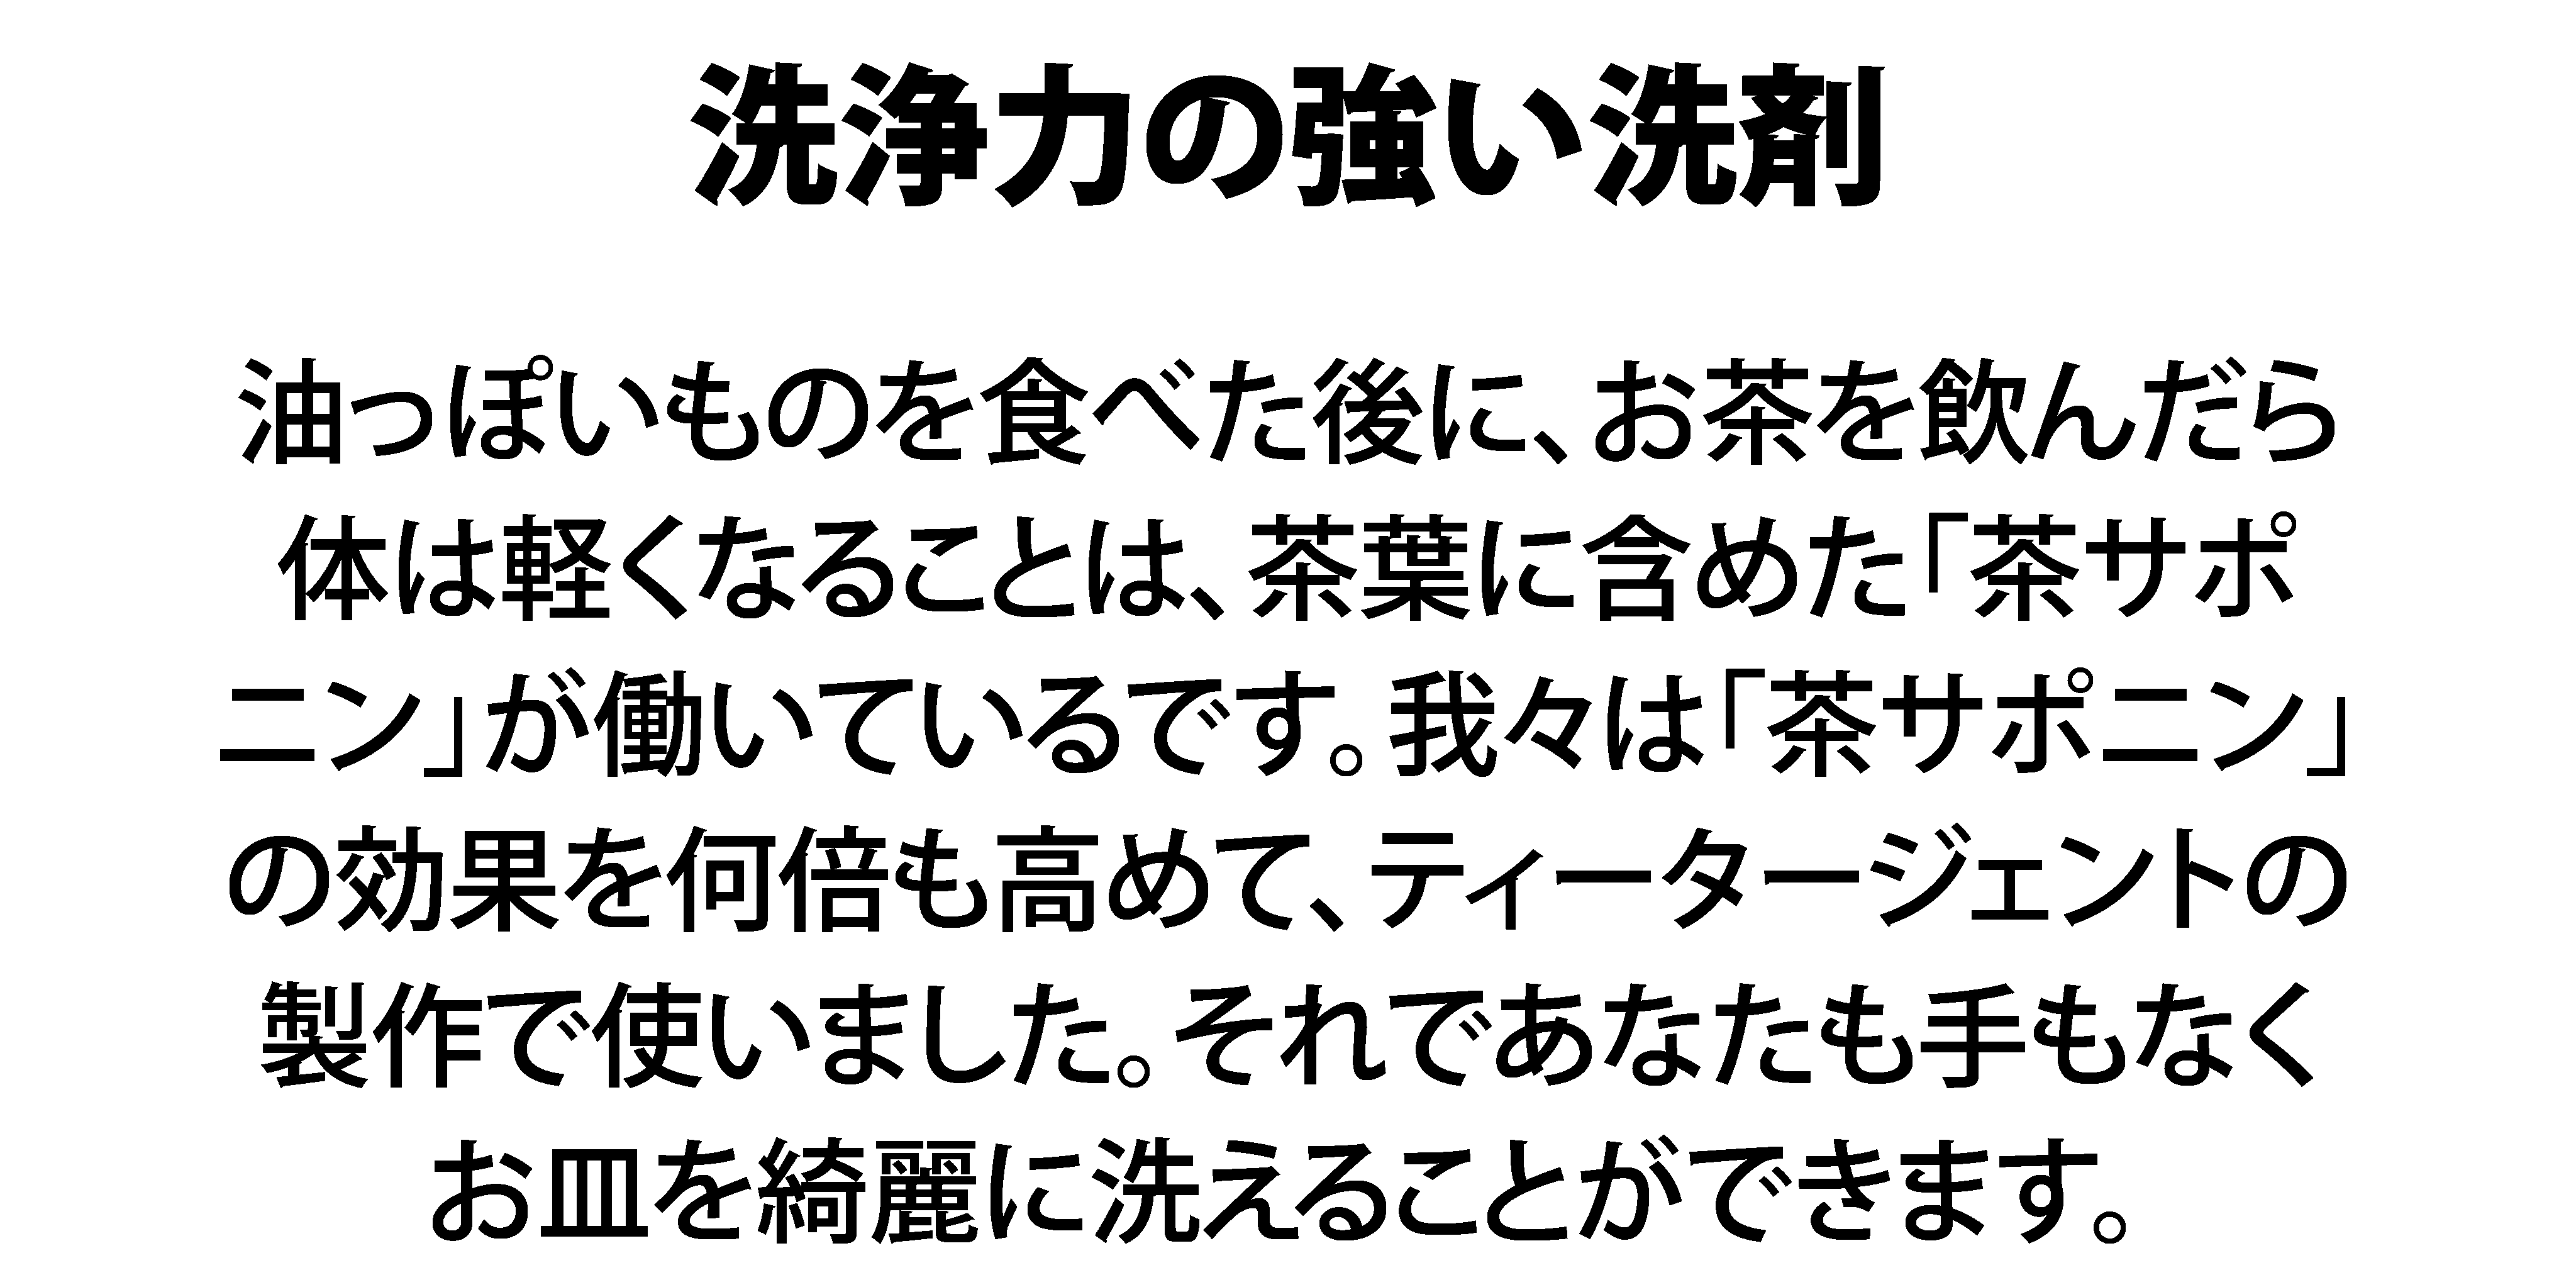 洗浄力の強い洗剤
油っぽいものを食べた後に、お茶を飲んだら
体は軽くなることは、茶葉に含めた「茶サポ
ニン」が働いているです。我々は「茶サポニン」
の効果を何倍も高めて、ティータージェントの
製作で使いました。それであなたも手もなく
お皿を綺麗に洗えることができます。